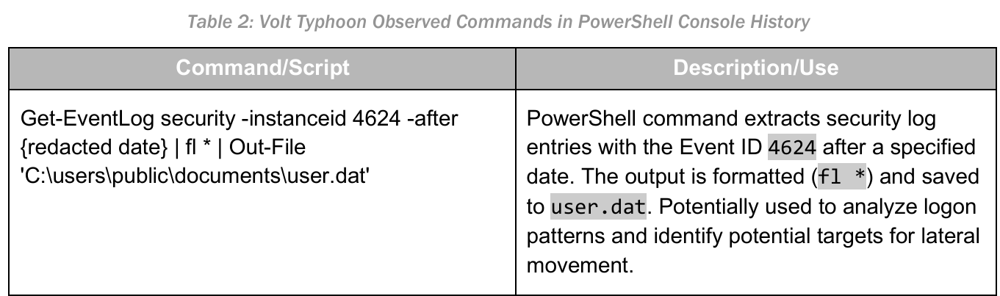 Table 2: Volt Typhoon Observed Commands in PowerShell Console History
Command/Script
Description/Use
Get-EventLog security -instanceid 4624 -after
{redacted date} | fl * | Out-File
'C:\users\public\documents\user.dat'
PowerShell command extracts security log
entries with the Event ID 4624 after a specified
date. The output is formatted (fl *) and saved
to user.dat. Potentially used to analyze logon
patterns and identify potential targets for lateral
movement.